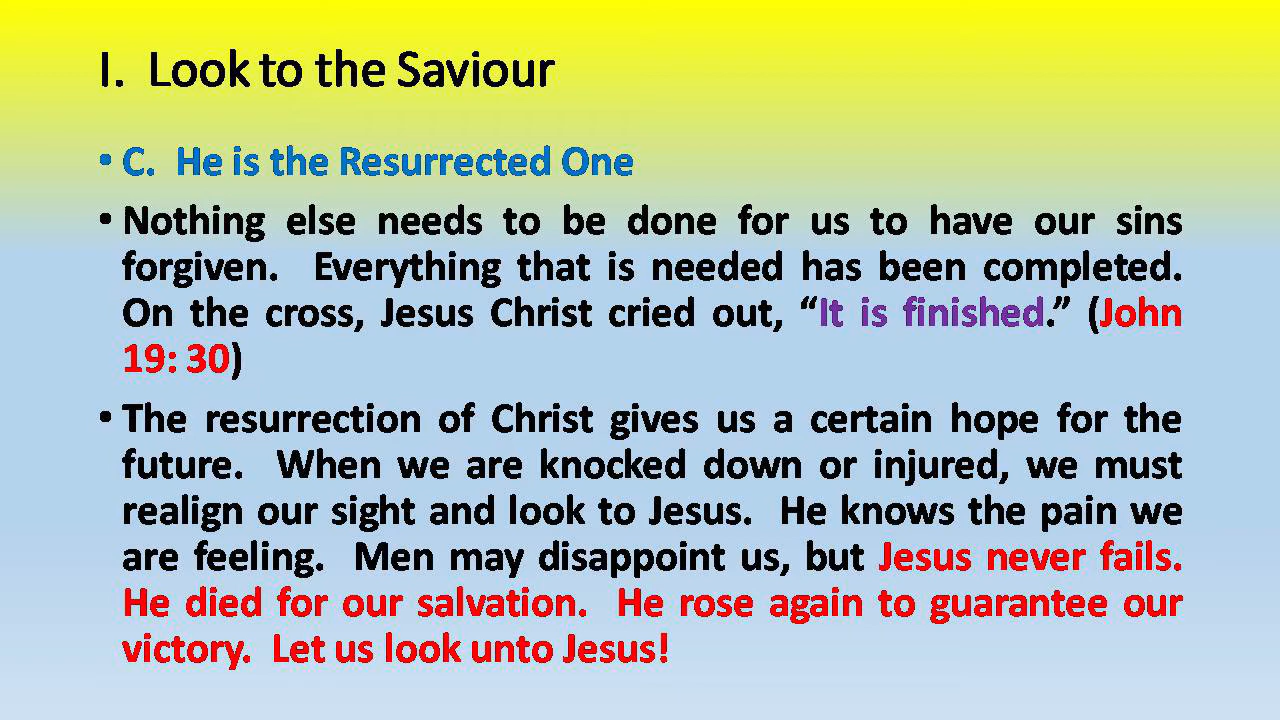 I. Look to the Saviour
• C. He is the Resurrected One
• Nothing else needs to be done for us to have our sins
forgiven. Everything that is needed has been completed.
On the cross, Jesus Christ cried out, “It is finished.” (John
19: 30)
• The resurrection of Christ gives us a certain hope for the
future. When we are knocked down or injured, we must
realign our sight and look to Jesus. He knows the pain we
are feeling. Men may disappoint us, but Jesus never fails.
He died for our salvation. He rose again to guarantee our
victory. Let us look unto Jesus!